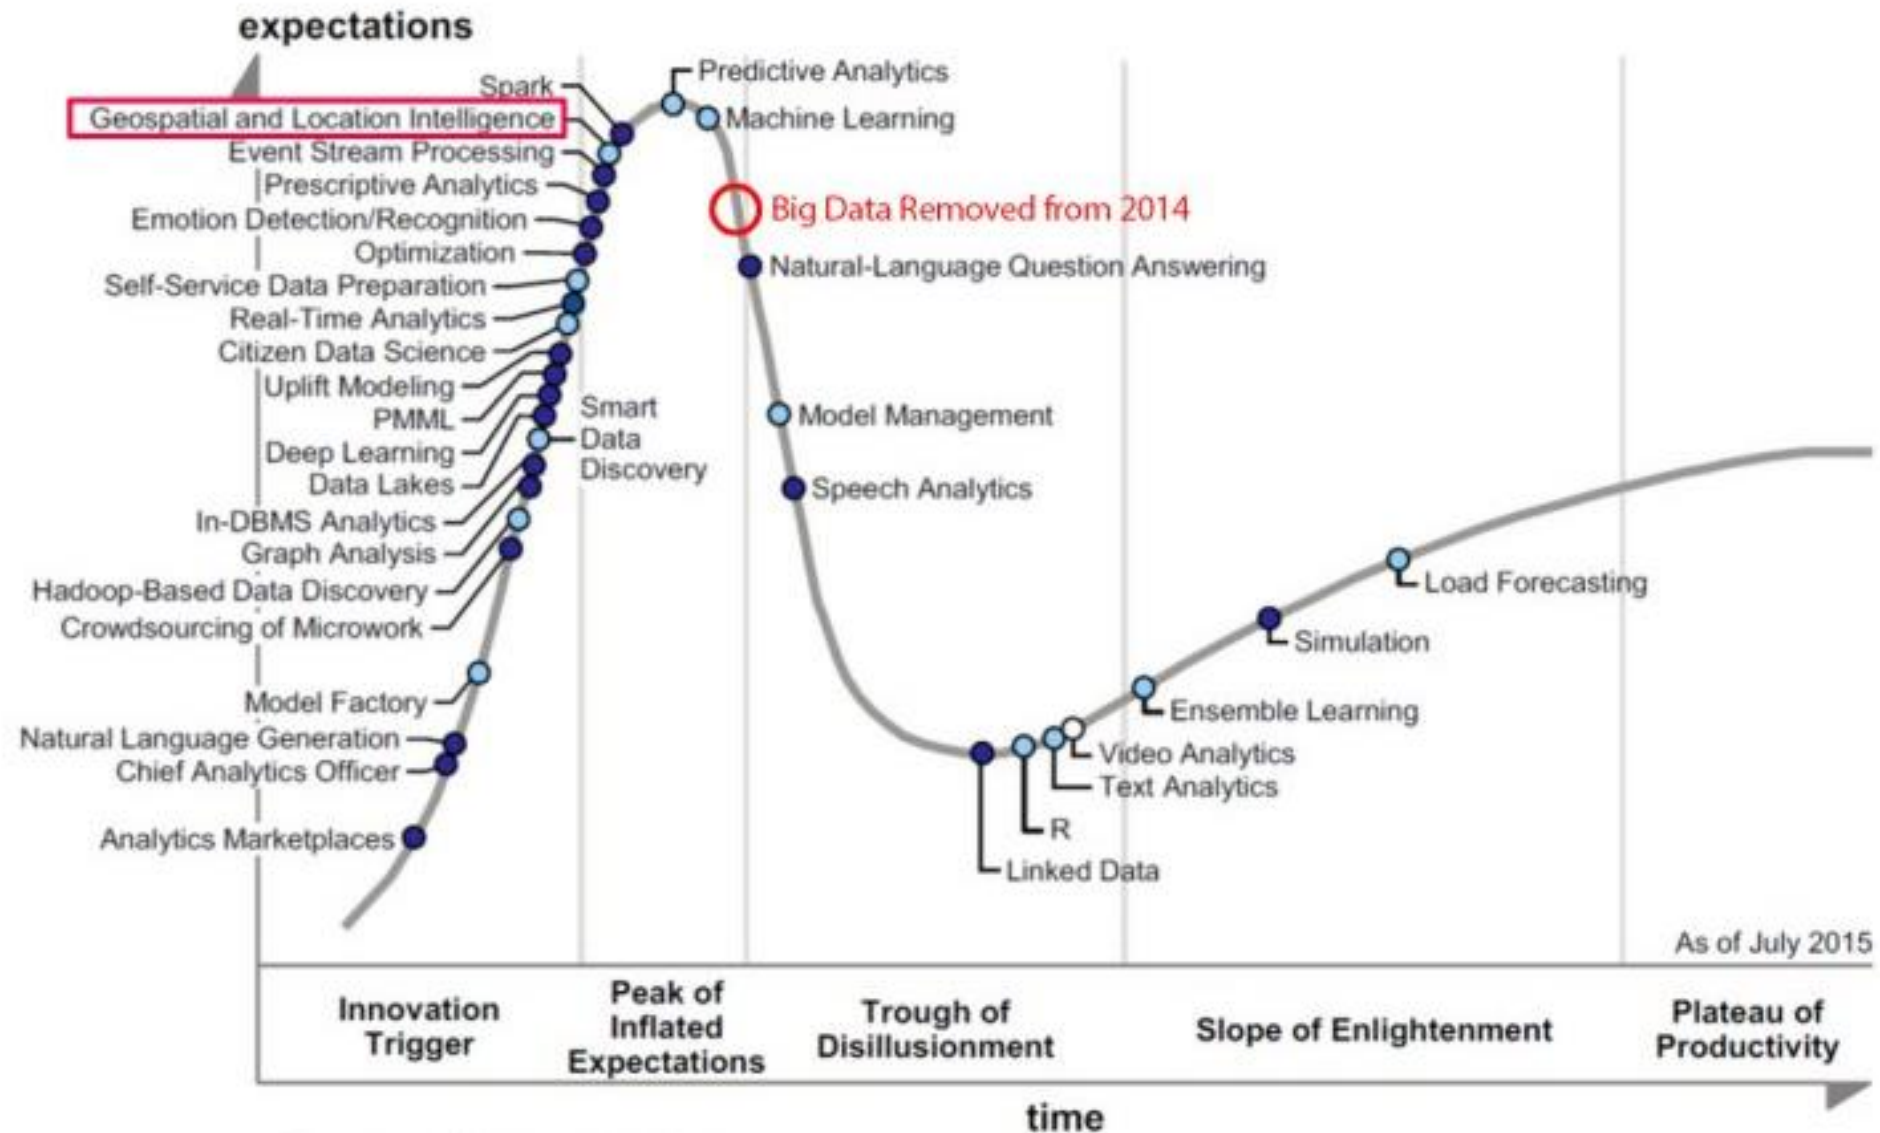 expectations
Spark
Geospatial and Location Intelligence
Event Stream Processing
Prescriptive Analytics
Emotion Detection/Recognition
Optimization
Self-Service Data Preparation
Real-Time Analytics
Citizen Data Science
Uplift Modeling
PMML
Deep Learning
Data Lakes
In-DBMS Analytics
Graph Analysis
Hadoop-Based Data Discovery
Crowdsourcing of Microwork
Model Factory
Natural Language Generation
Chief Analytics Officer
Analytics Marketplaces
Smart
Data
Discovery
Predictive Analytics
Machine Learning
Big Data Removed from 2014
Natural-Language Question Answering
Model Management
Speech Analytics
Load Forecasting
Simulation
Ensemble Learning
Video Analytics
Text Analytics
R
Linked Data
As of July 2015
Innovation
Trigger
Peak of
Inflated
Expectations
Trough of
Disillusionment
Slope of Enlightenment
Plateau of
Productivity
time